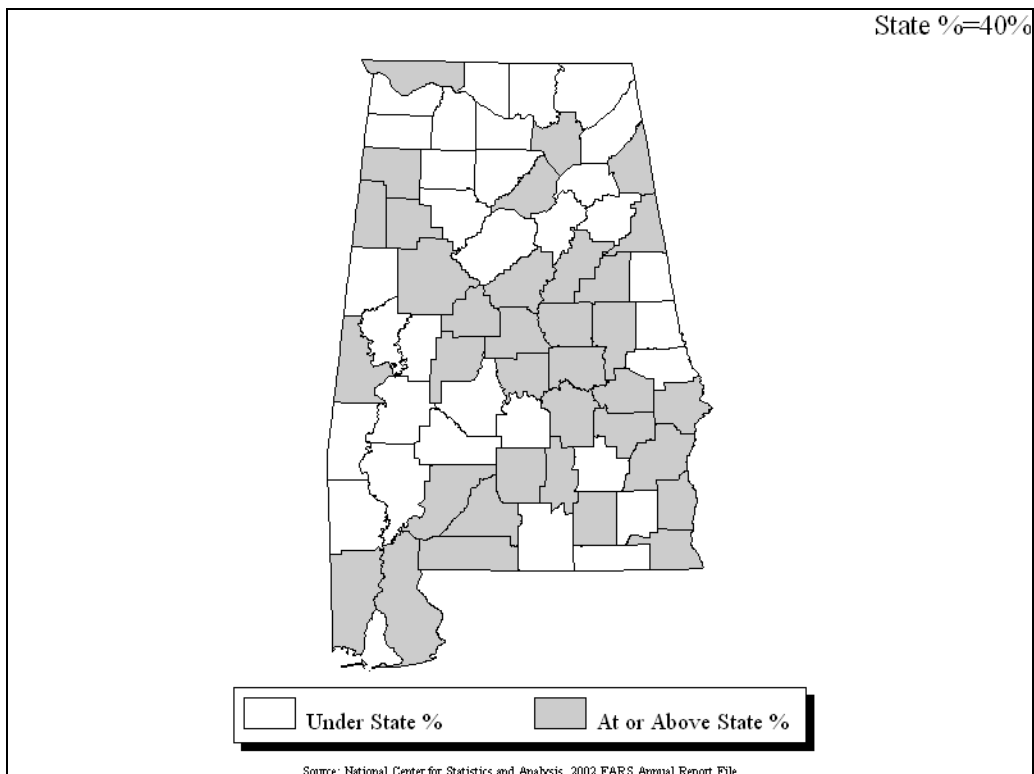 State %=40%
Under State %
At or Above State %
Source: National Center for Statistics and Analysis, 2002 FARS Annual Report File